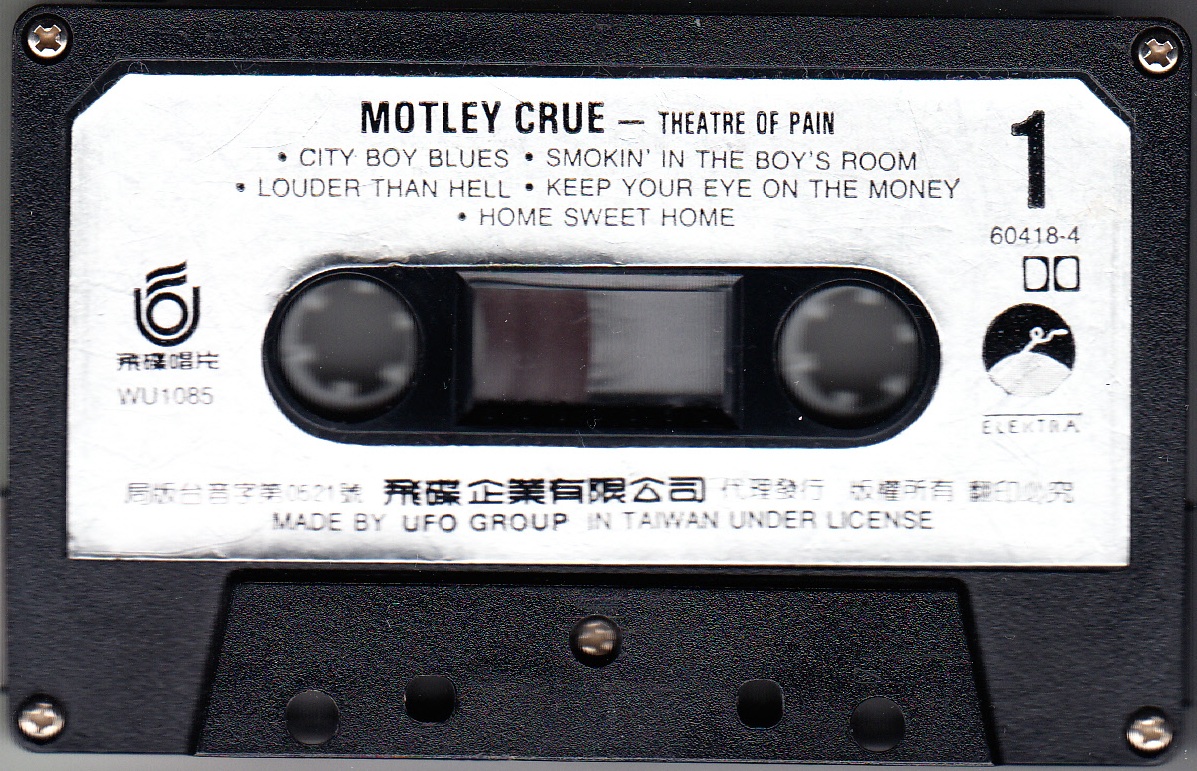 MOTLEY CRUE — THEATRE OF PAIN
• CITY BOY BLUES • SMOKIN' IN THE BOY'S ROOM
• LOUDER THAN HELL • KEEP YOUR EYE ON THE MONEY
• HOME SWEET HOME
1
60418-4
飛碟唱片
WU1085
ELEKTRA
局版台音字第0621號 飛碟企業有限公司 代理發行 版權所有 翻印必究
MADE BY UFO GROUP IN TAIWAN UNDER LICENSE